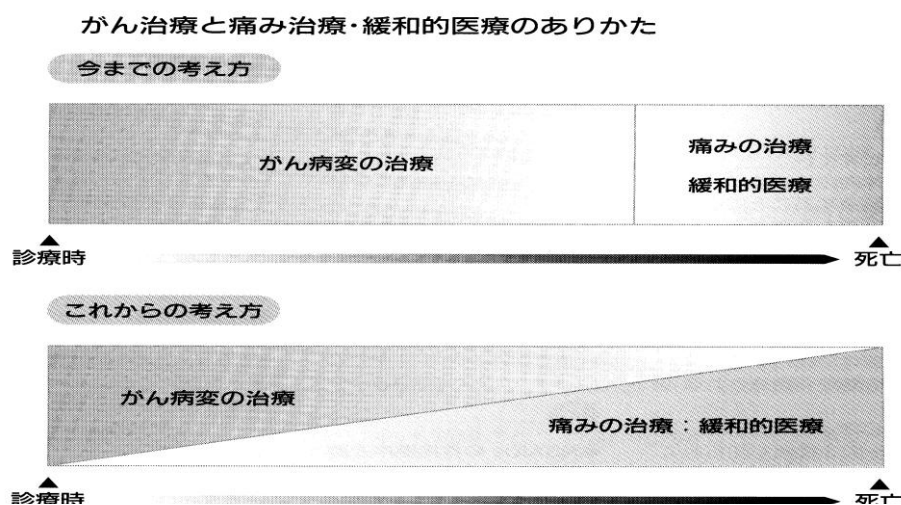 がん治療と痛み治療・緩和的医療のありかた
今までの考え方
がん病変の治療
痛みの治療
緩和的医療
診療時
死亡
これからの考え方
がん病変の治療
痛みの治療：緩和的医療
診療時
死亡